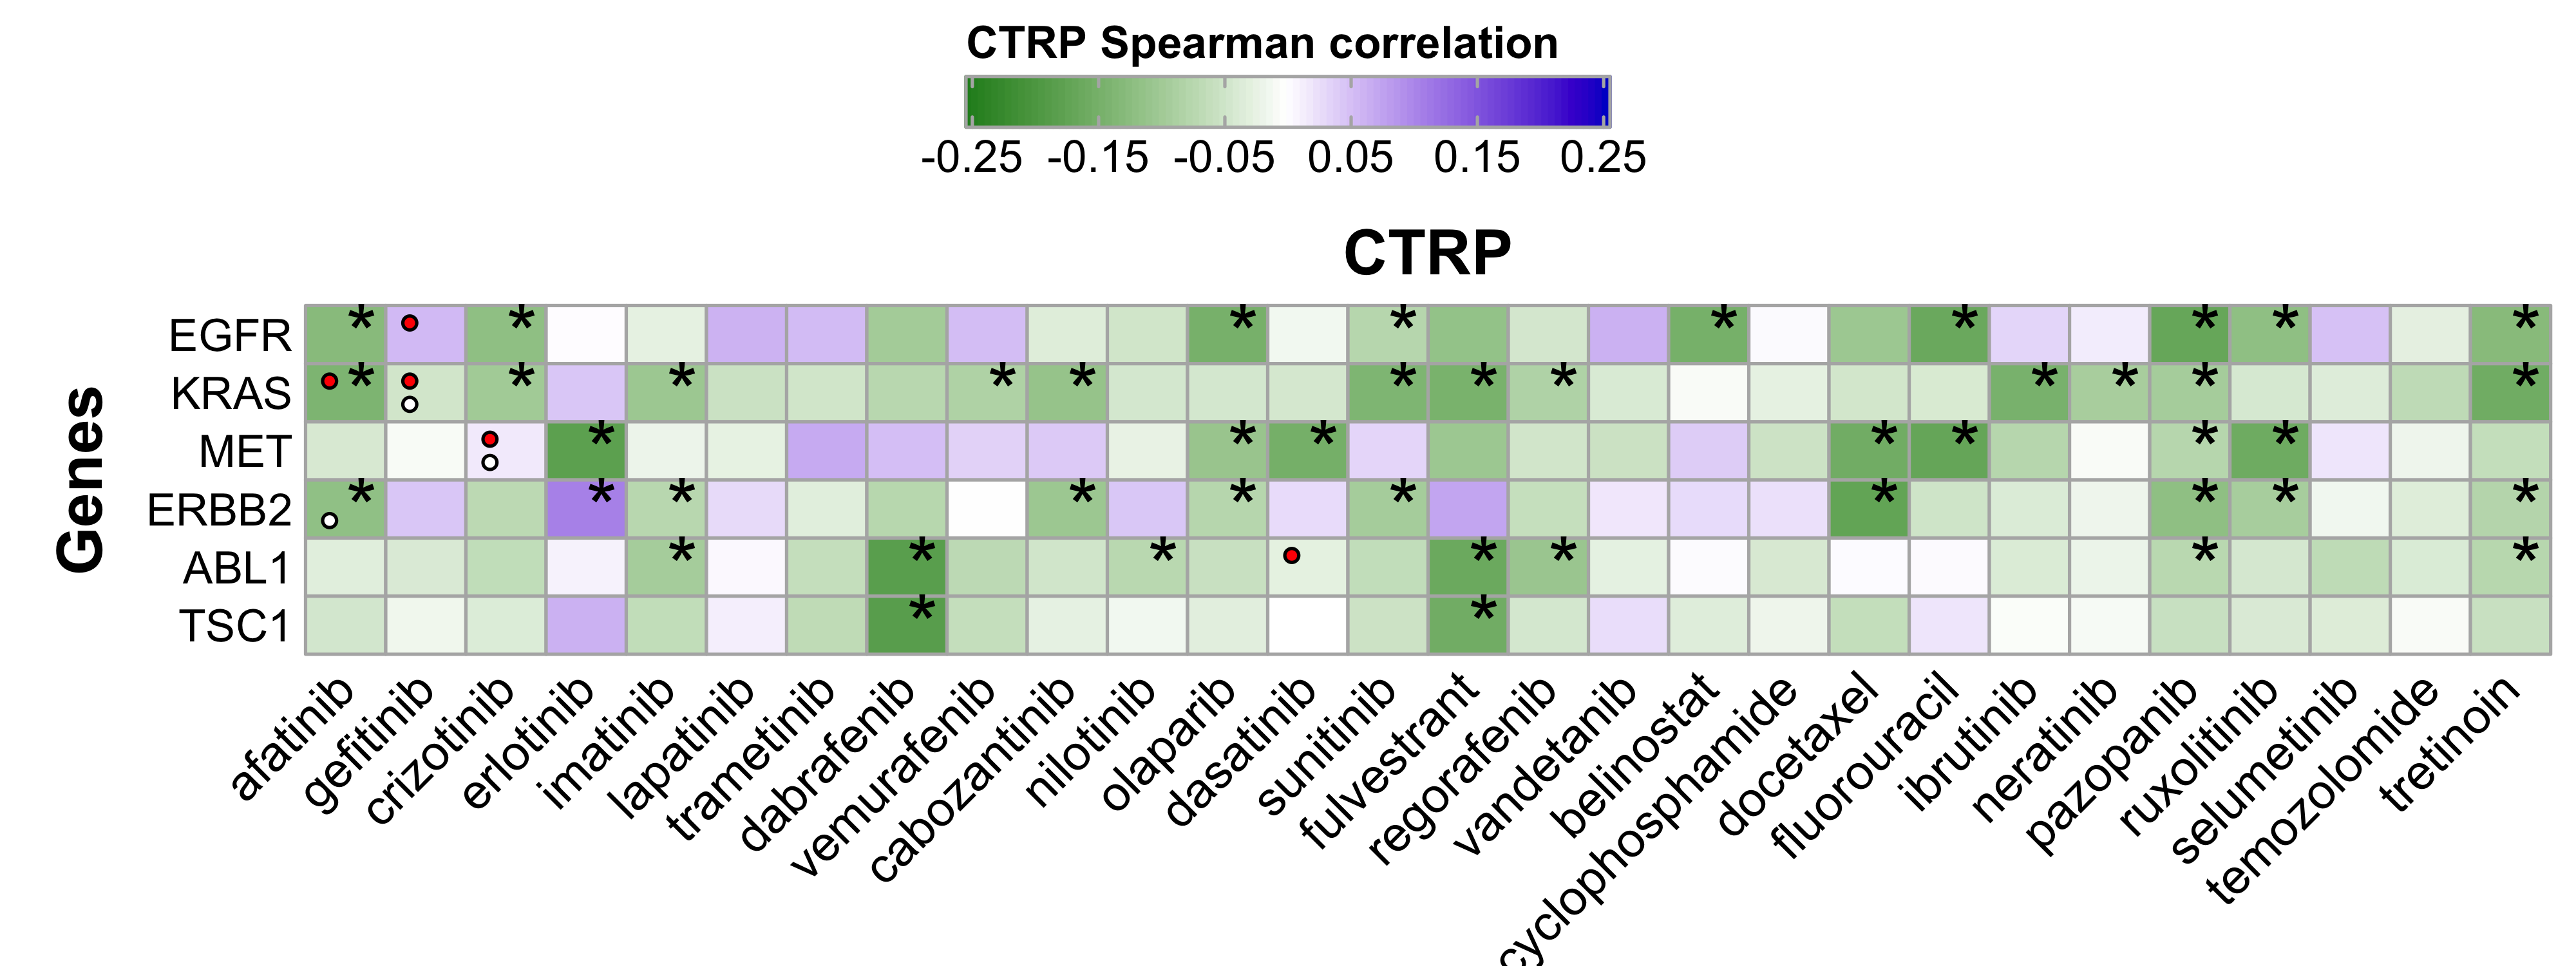 CTRP Spearman correlation
-0.25 -0.15 -0.05 0.05 0.15 0.25
CTRP
Genes
EGFR * * * * * * * * *
KRAS * * * * * * * * * * * *
MET * * * * * * *
ERBB2 * * * * * * * * * *
ABL1 * * * * * * *
TSC1 * *
afatinib
gefitinib
crizotinib
erlotinib
imatinib
lapatinib
trametinib
dabrafenib
vemurafenib
cabozantinib
nilotinib
olaparib
dasatinib
sunitinib
fulvestrant
regorafenib
vandetanib
belinostat
cyclophosphamide
docetaxel
fluorouracil
ibrutinib
neratinib
pazopanib
ruxolitinib
selumetinib
temozolomide
tretinoin